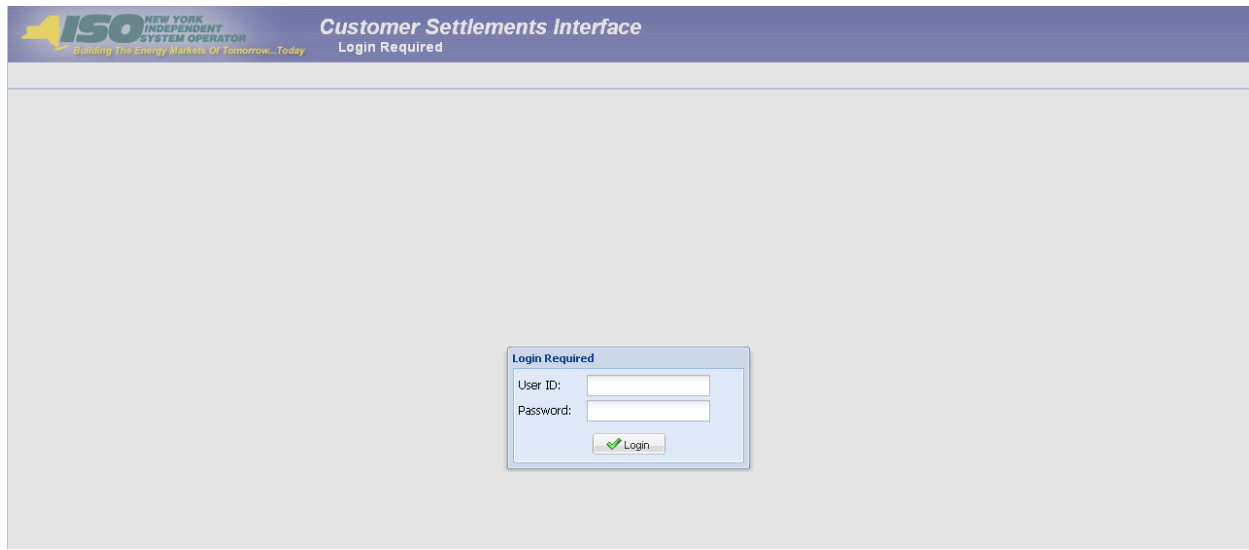 ISO NEW YORK
INDEPENDENT
SYSTEM OPERATOR
Building The Energy Markets Of Tomorrow...Today
Customer Settlements Interface
Login Required
Login Required
User ID:
Password:
Login